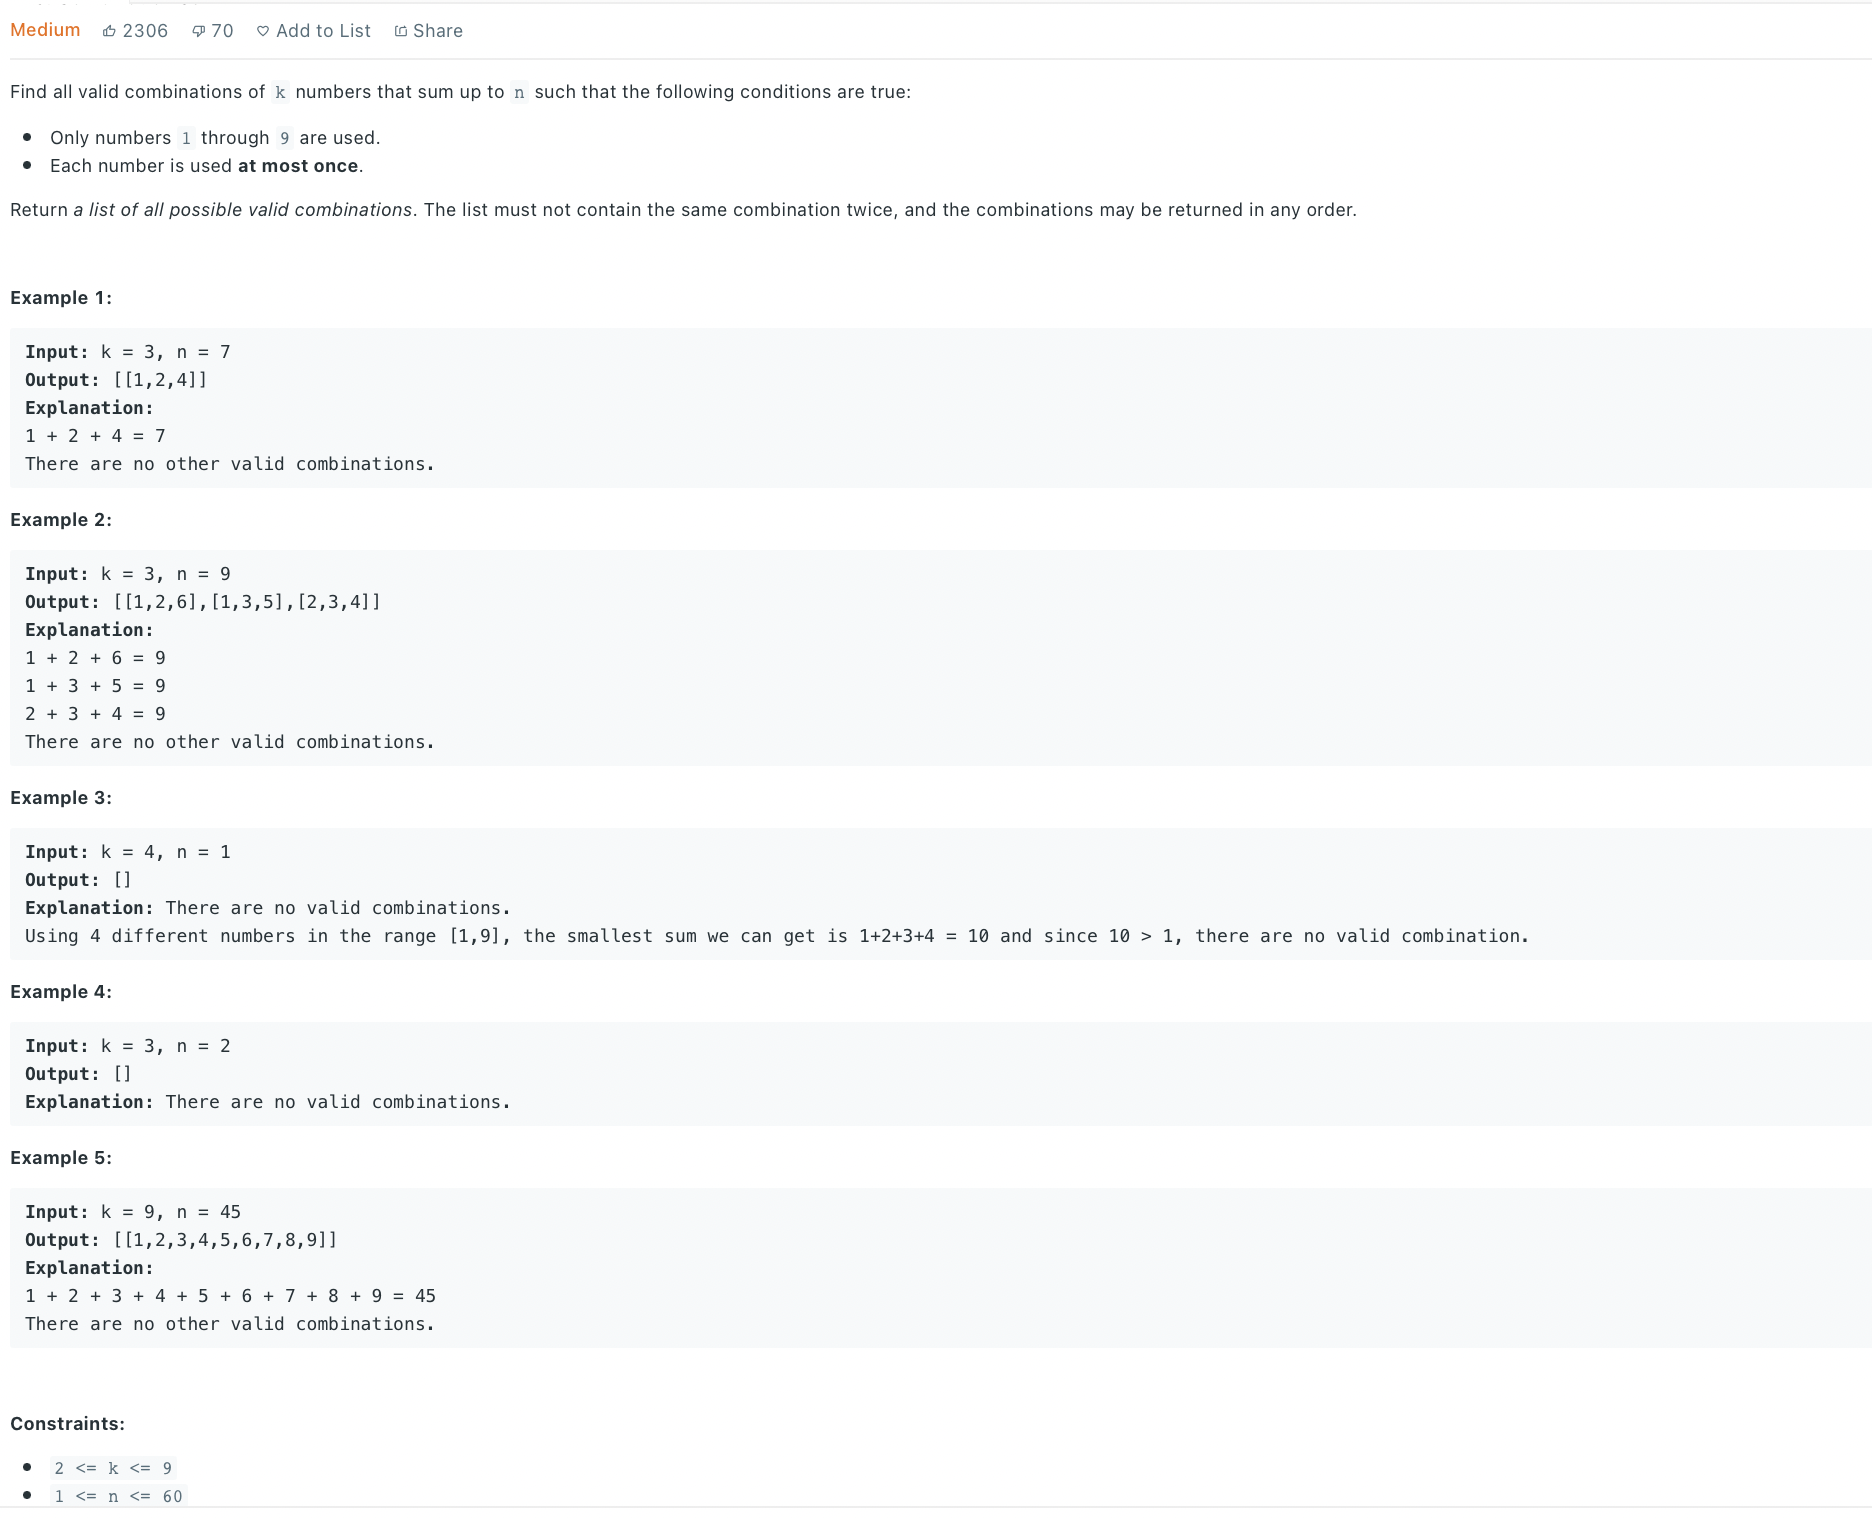 Medium 2306 70 Add to List Share
Find all valid combinations of k numbers that sum up to n such that the following conditions are true:
• Only numbers 1 through 9 are used.
• Each number is used at most once.
Return a list of all possible valid combinations. The list must not contain the same combination twice, and the combinations may be returned in any order.
Example 1:
Input: k = 3, n = 7
Output: [[1,2,4]]
Explanation:
1 + 2 + 4 = 7
There are no other valid combinations.
Example 2:
Input: k = 3, n = 9
Output: [[1,2,6],[1,3,5],[2,3,4]]
Explanation:
1 + 2 + 6 = 9
1 + 3 + 5 = 9
2 + 3 + 4 = 9
There are no other valid combinations.
Example 3:
Input: k = 4, n = 1
Output: []
Explanation: There are no valid combinations.
Using 4 different numbers in the range [1,9], the smallest sum we can get is 1+2+3+4 = 10 and since 10 > 1, there are no valid combination.
Example 4:
Input: k = 3, n = 2
Output: []
Explanation: There are no valid combinations.
Example 5:
Input: k = 9, n = 45
Output: [[1,2,3,4,5,6,7,8,9]]
Explanation:
1 + 2 + 3 + 4 + 5 + 6 + 7 + 8 + 9 = 45
There are no other valid combinations.
Constraints:
• 2 <= k <= 9
• 1 <= n <= 60